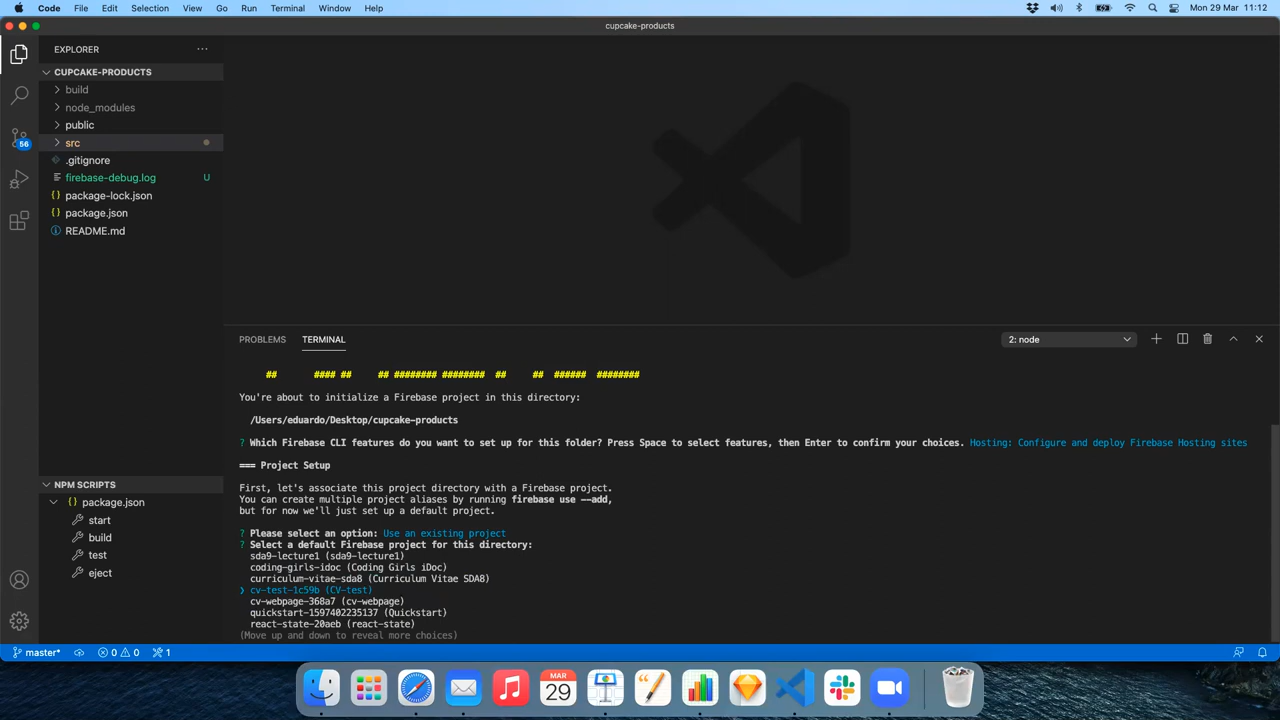 Code File Edit Selection View Go Run Terminal Window Help Mon 29 Mar 11:12
cupcake-products
EXPLORER
CUPCAKE-PRODUCTS
build
node_modules
public
src
56
.gitignore
firebase-debug.log U
package-lock.json
package.json
README.md
NPM SCRIPTS
package.json
start
build
test
eject
PROBLEMS TERMINAL 2: node
## #### ## ## ######## ######## ## ## ###### ########
You're about to initialize a Firebase project in this directory:
/Users/eduardo/Desktop/cupcake-products
? Which Firebase CLI features do you want to set up for this folder? Press Space to select features, then Enter to confirm your choices. Hosting: Configure and deploy Firebase Hosting sites
=== Project Setup
First, let's associate this project directory with a Firebase project.
You can create multiple project aliases by running firebase use --add,
but for now we'll just set up a default project.
? Please select an option: Use an existing project
? Select a default Firebase project for this directory:
sda9-lecture1 (sda9-lecture1)
coding-girls-idoc (Coding Girls iDoc)
curriculum-vitae-sda8 (Curriculum Vitae SDA8)
❯ cv-test-1c59b (CV-test)
cv-webpage-368a7 (cv-webpage)
quickstart-1597402235137 (Quickstart)
react-state-20aeb (react-state)
(Move up and down to reveal more choices)
master* 0 0 1
MAR
29